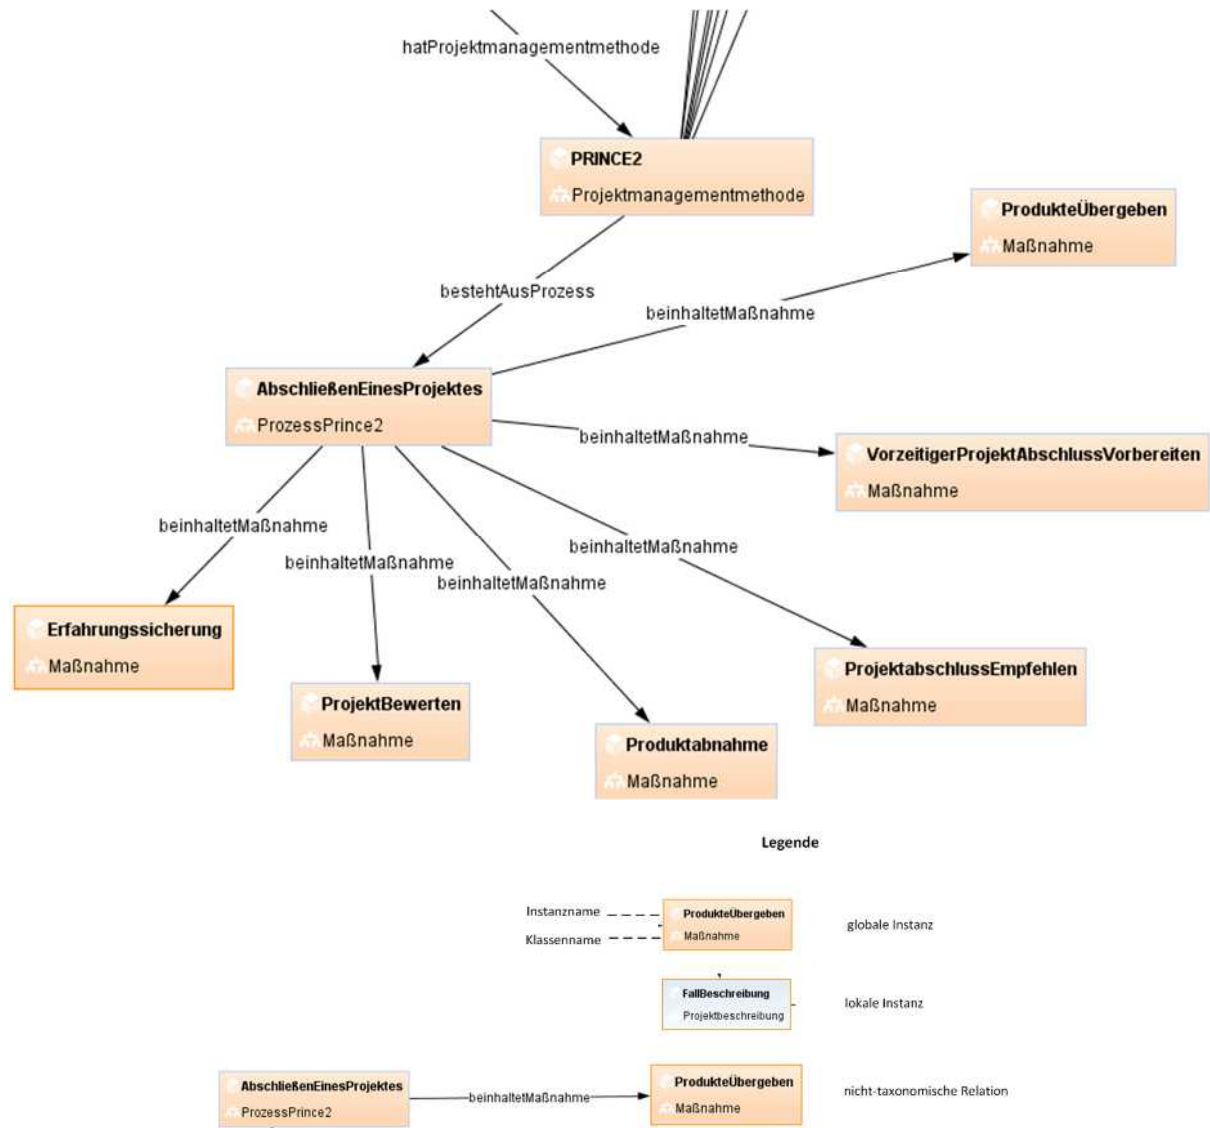 hatProjektmanagementmethode
PRINCE2
Projektmanagementmethode
ProdukteÜbergeben
Maßnahme
bestehtAusProzess
beinhaltetMaßnahme
AbschließenEinesProjektes
ProzessPrince2
beinhaltetMaßnahme
VorzeitigerProjektAbschlussVorbereiten
Maßnahme
beinhaltetMaßnahme
beinhaltetMaßnahme
beinhaltetMaßnahme
beinhaltetMaßnahme
Erfahrungssicherung
Maßnahme
ProjektBewerten
Maßnahme
Produktabnahme
Maßnahme
ProjektabschlussEmpfehlen
Maßnahme
Legende
Instanzname
Klassenname
ProdukteÜbergeben
Maßnahme
globale Instanz
FallBeschreibung
Projektbeschreibung
lokale Instanz
AbschließenEinesProjektes
ProzessPrince2
beinhaltetMaßnahme
ProdukteÜbergeben
Maßnahme
nicht-taxonomische Relation